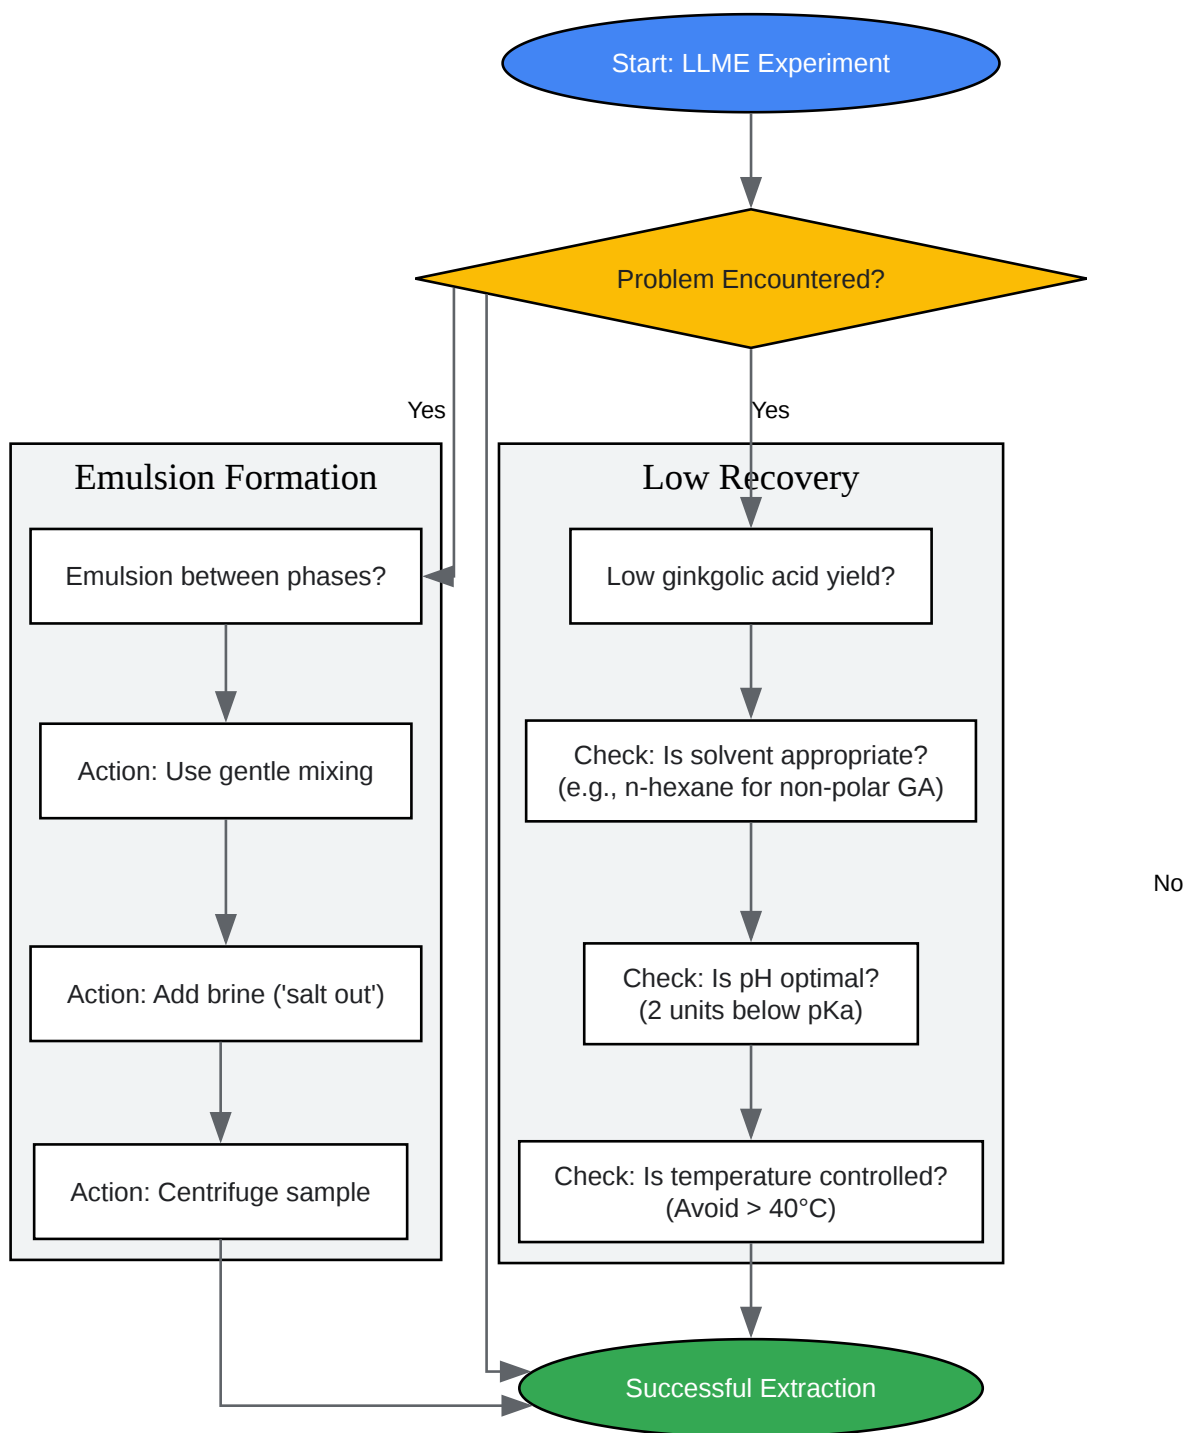 Start: LLME Experiment
Problem Encountered?
Yes
Yes
Emulsion Formation
Emulsion between phases?
Action: Use gentle mixing
Action: Add brine ('salt out')
Action: Centrifuge sample
Low Recovery
Low ginkgolic acid yield?
Check: Is solvent appropriate?
(e.g., n-hexane for non-polar GA)
Check: Is pH optimal?
(2 units below pKa)
Check: Is temperature controlled?
(Avoid > 40°C)
No
Successful Extraction